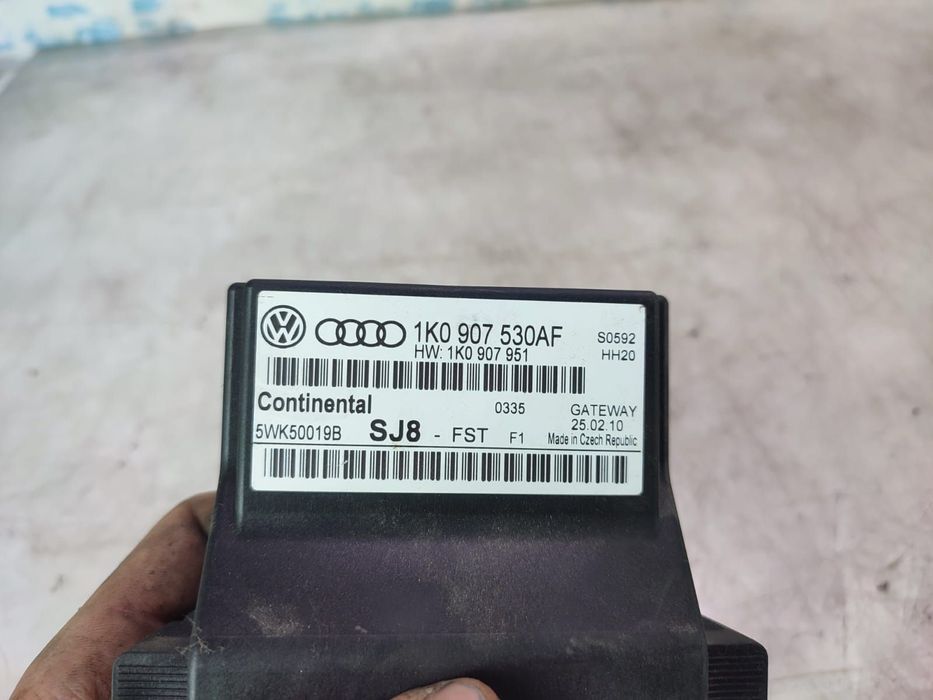 1K0 907 530AF S0592
HW: 1K0 907 951 HH20
Continental 0335 GATEWAY
25.02.10
5WK50019B SJ8 - FST F1 Made in Czech Republic